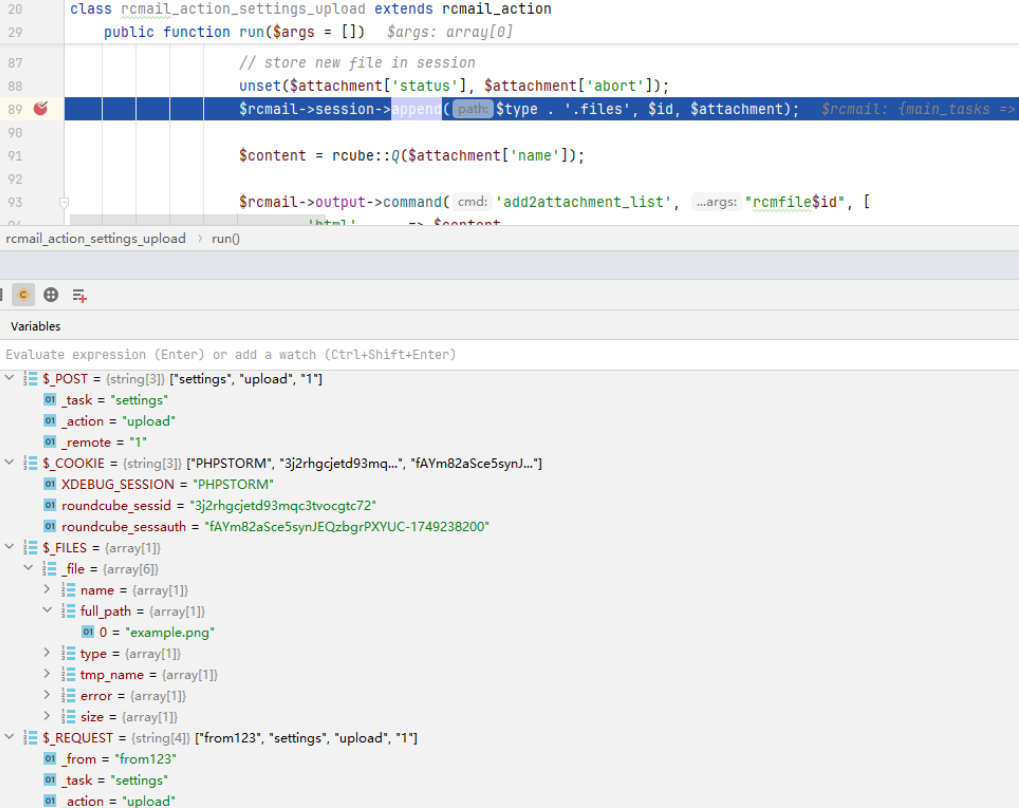 20 class rcmail_action_settings_upload extends rcmail_action
29 public function run($args = []) $args: array[0]
87 // store new file in session
88 unset($attachment['status'], $attachment['abort']);
89 $rcmail->session->append( path: $type . '.files', $id, $attachment); $rcmail: {main_tasks =>
90
91 $content = rcube::Q($attachment['name']);
92
93 $rcmail->output->command( cmd: 'add2attachment_list', ...args: "rcmfile$id", [
'html' => $content
rcmail_action_settings_upload › run()
Variables
Evaluate expression (Enter) or add a watch (Ctrl+Shift+Enter)
$_POST = {string[3]} ["settings", "upload", "1"]
_task = "settings"
_action = "upload"
_remote = "1"
$_COOKIE = {string[3]} ["PHPSTORM", "3j2rhgcjetd93mq...", "fAYm82aSce5synJ..."]
XDEBUG_SESSION = "PHPSTORM"
roundcube_sessid = "3j2rhgcjetd93mqc3tvocgtc72"
roundcube_sessauth = "fAYm82aSce5synJEQzbgrPXYUC-1749238200"
$_FILES = {array[1]}
_file = {array[6]}
name = {array[1]}
full_path = {array[1]}
0 = "example.png"
type = {array[1]}
tmp_name = {array[1]}
error = {array[1]}
size = {array[1]}
$_REQUEST = {string[4]} ["from123", "settings", "upload", "1"]
_from = "from123"
_task = "settings"
_action = "upload"